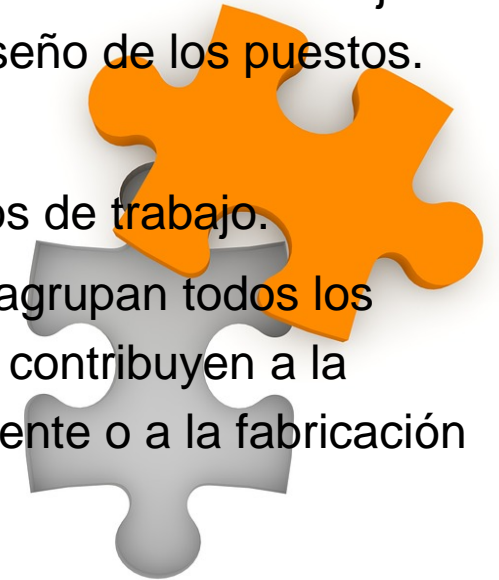 seño de los puestos.
os de trabajo.
agrupan todos los
contribuyen a la
ente o a la fabricación